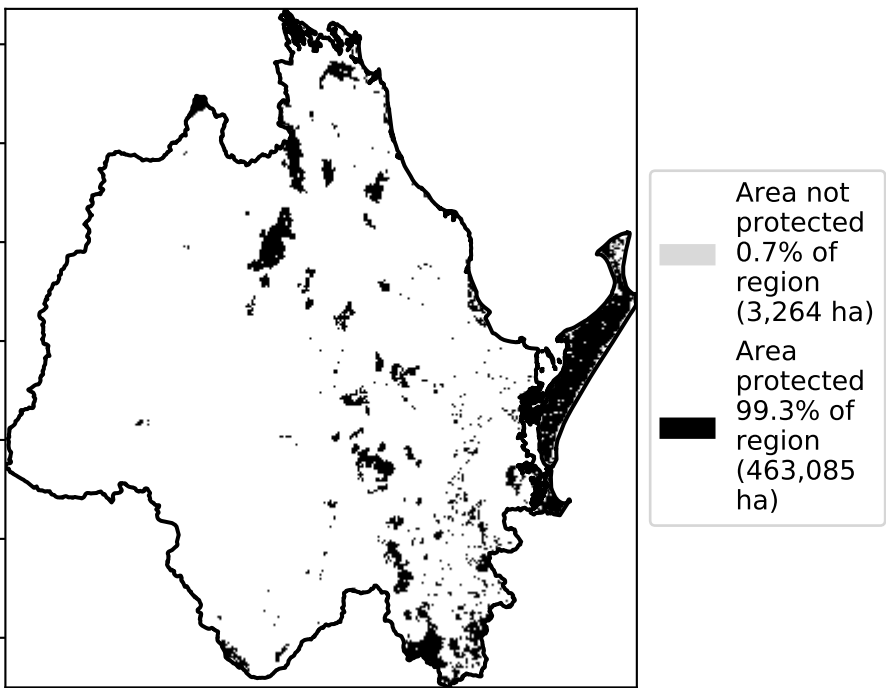 Area not
protected
0.7% of
region
(3,264 ha)
Area
protected
99.3% of
region
(463,085
ha)